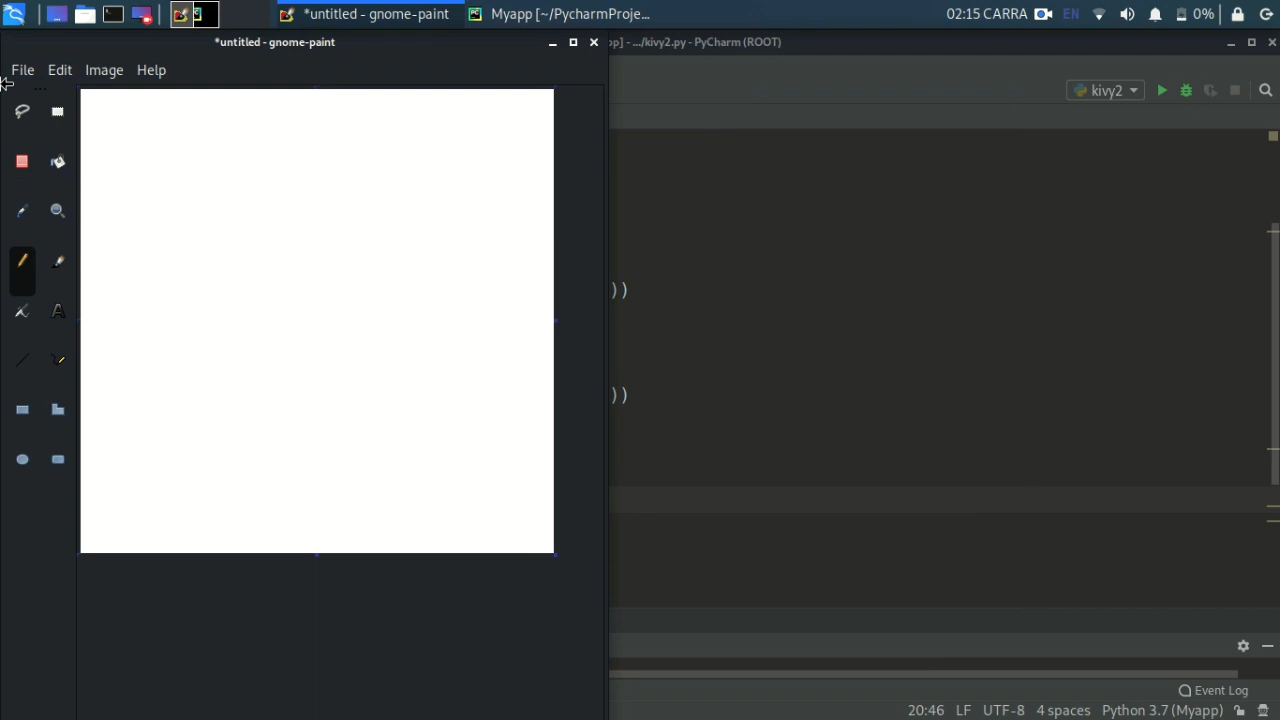 *untitled - gnome-paint
Myapp [~/PycharmProje...
02:15 CARRA
EN
0%
*untitled - gnome-paint
pp] - .../kivy2.py - PyCharm (ROOT)
File Edit Image Help
kivy2
))
))
Event Log
20:46 LF UTF-8 4 spaces Python 3.7 (Myapp)